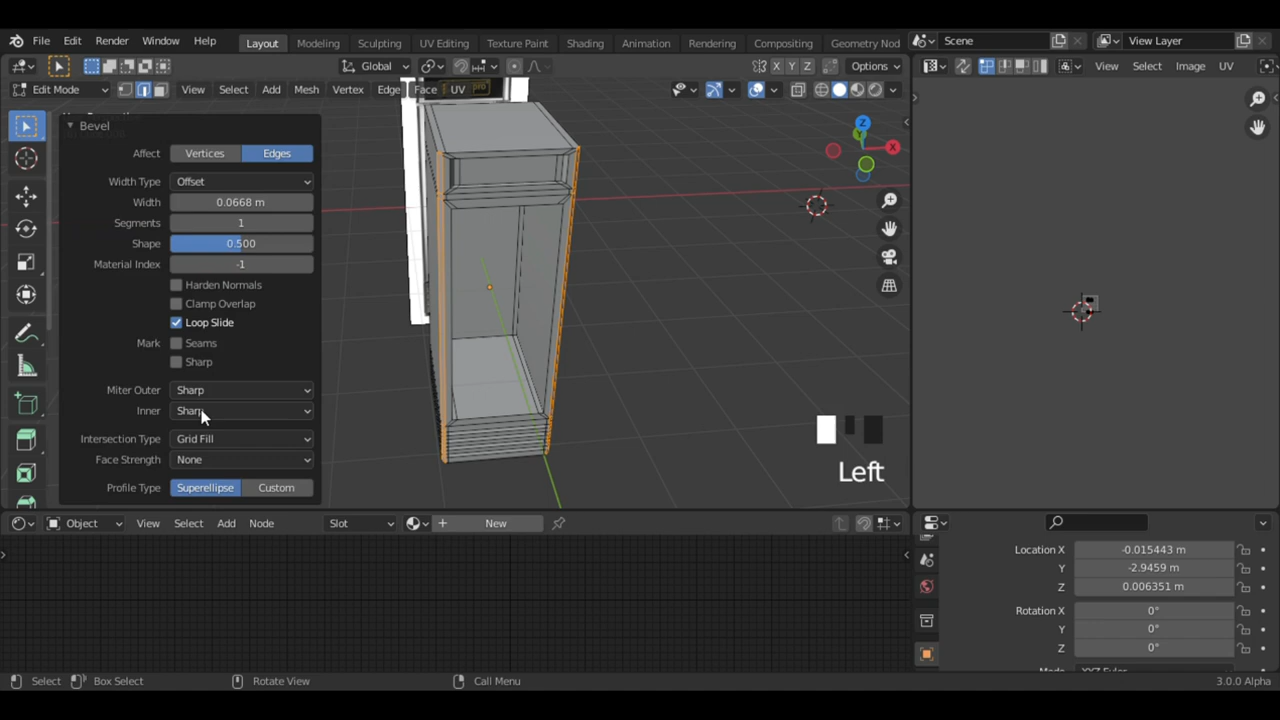 File Edit Render Window Help Layout Modeling Sculpting UV Editing Texture Paint Shading Animation Rendering Compositing Geometry Nod Scene View Layer
Global X Y Z Options View Select Image UV
Edit Mode View Select Add Mesh Vertex Edge Face UV
Bevel
Affect Vertices Edges
Width Type Offset
Width 0.0668 m
Segments 1
Shape 0.500
Material Index -1
Harden Normals
Clamp Overlap
Loop Slide
Mark Seams
Sharp
Miter Outer Sharp
Inner Sharp
Intersection Type Grid Fill
Face Strength None
Profile Type Superellipse Custom
Z
X
Left
Object View Select Add Node Slot New
Location X -0.015443 m
Y -2.9459 m
Z 0.006351 m
Rotation X 0°
Y 0°
Z 0°
Select Box Select Rotate View Call Menu 3.0.0 Alpha